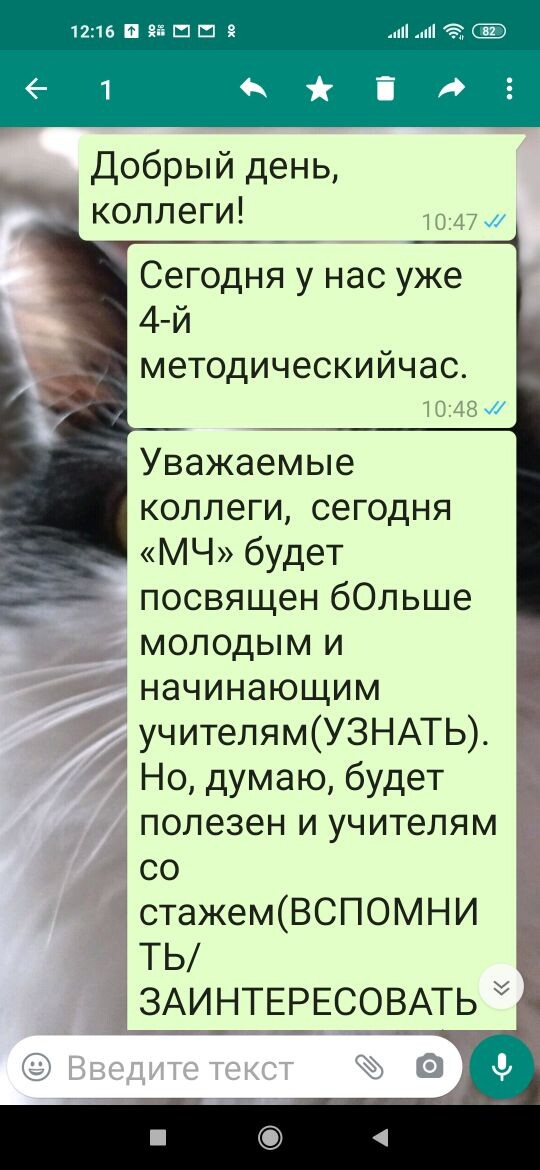 12:16
82
1
Добрый день,
коллеги!
10:47
Сегодня у нас уже
4-й
методическийчас.
10:48
Уважаемые
коллеги,  сегодня
«МЧ» будет
посвящен бОльше
молодым и
начинающим
учителям(УЗНАТЬ).
Но, думаю, будет
полезен и учителям
со
стажем(ВСПОМНИ
ТЬ/
ЗАИНТЕРЕСОВАТЬ
Введите текст